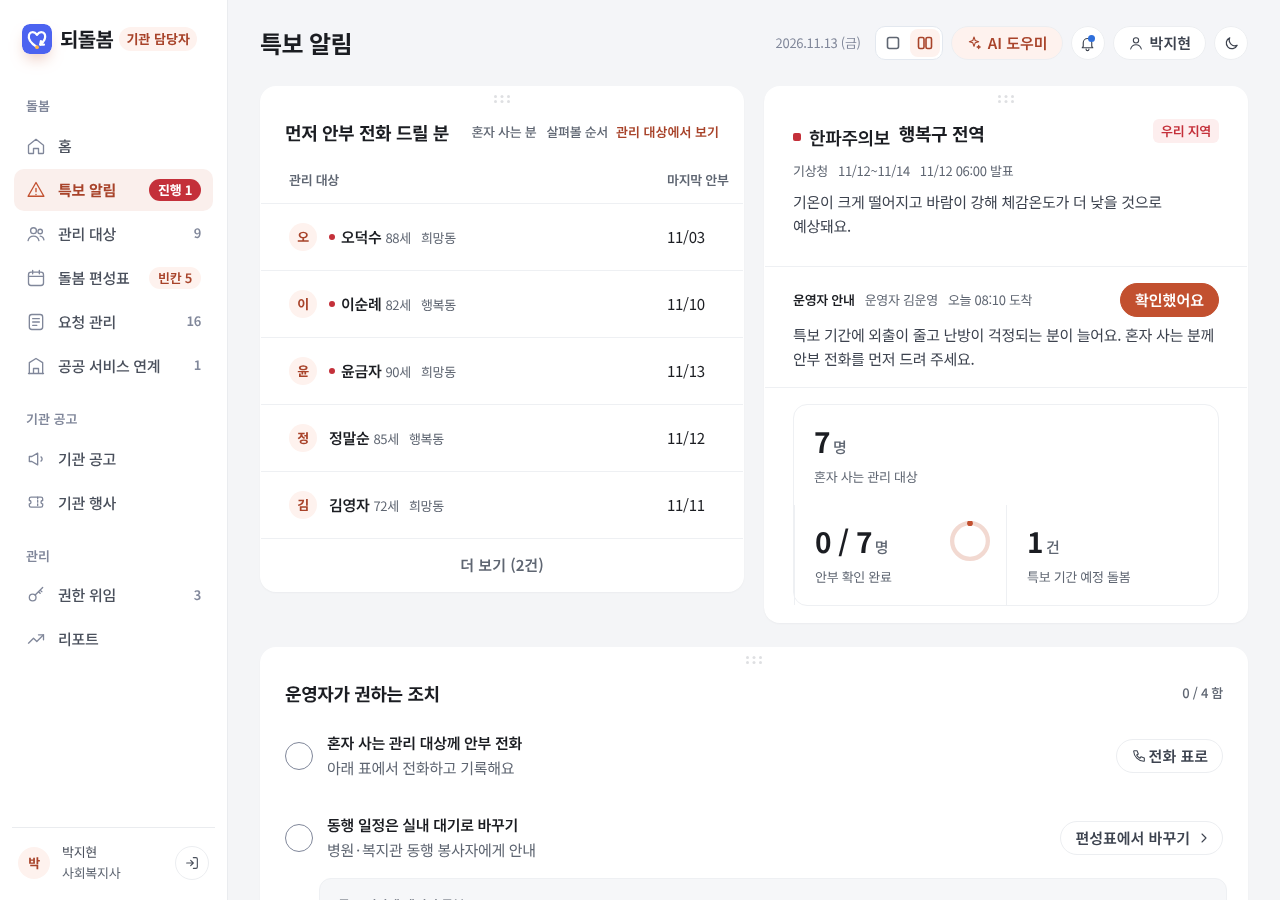 되돌봄 기관 담당자
돌봄
홈
특보 알림 진행 1
관리 대상 9
돌봄 편성표 빈칸 5
요청 관리 16
공공 서비스 연계 1
기관 공고
기관 공고
기관 행사
관리
권한 위임 3
리포트
박 박지현
사회복지사
특보 알림
2026.11.13 (금) AI 도우미 박지현
먼저 안부 전화 드릴 분 혼자 사는 분 살펴볼 순서 관리 대상에서 보기
관리 대상 마지막 안부
오 오덕수 88세 희망동 11/03
이 이순례 82세 행복동 11/10
윤 윤금자 90세 희망동 11/13
정 정말순 85세 행복동 11/12
김 김영자 72세 희망동 11/11
더 보기 (2건)
한파주의보 행복구 전역 우리 지역
기상청 11/12~11/14 11/12 06:00 발표
기온이 크게 떨어지고 바람이 강해 체감온도가 더 낮을 것으로
예상돼요.
운영자 안내 운영자 김운영 오늘 08:10 도착 확인했어요
특보 기간에 외출이 줄고 난방이 걱정되는 분이 늘어요. 혼자 사는 분께
안부 전화를 먼저 드려 주세요.
7 명
혼자 사는 관리 대상
0 / 7 명
안부 확인 완료
1 건
특보 기간 예정 돌봄
운영자가 권하는 조치 0 / 4 함
혼자 사는 관리 대상께 안부 전화
아래 표에서 전화하고 기록해요
전화 표로
동행 일정은 실내 대기로 바꾸기
병원·복지관 동행 봉사자에게 안내
편성표에서 바꾸기